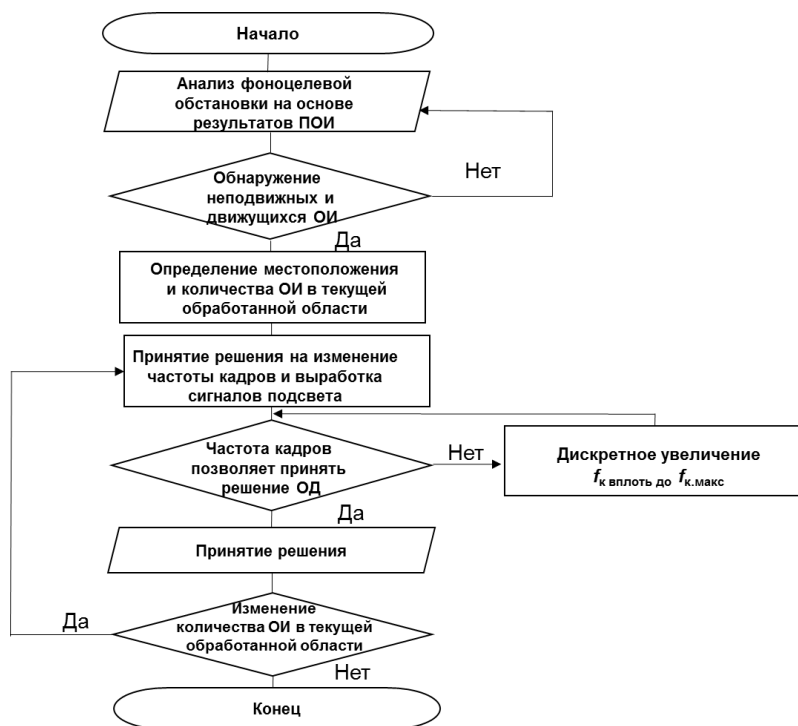 Начало
Анализ фоноцелевой
обстановки на основе
результатов ПОИ
Обнаружение
неподвижных и
движущихся ОИ
Нет
Да
Определение местоположения
и количества ОИ в текущей
обработанной области
Принятие решения на изменение
частоты кадров и выработка
сигналов подсвета
Частота кадров
позволяет принять
решение ОД
Нет
Дискретное увеличение
fк вплоть до fк.макс
Да
Принятие решения
Изменение
количества ОИ в текущей
обработанной области
Да
Нет
Конец